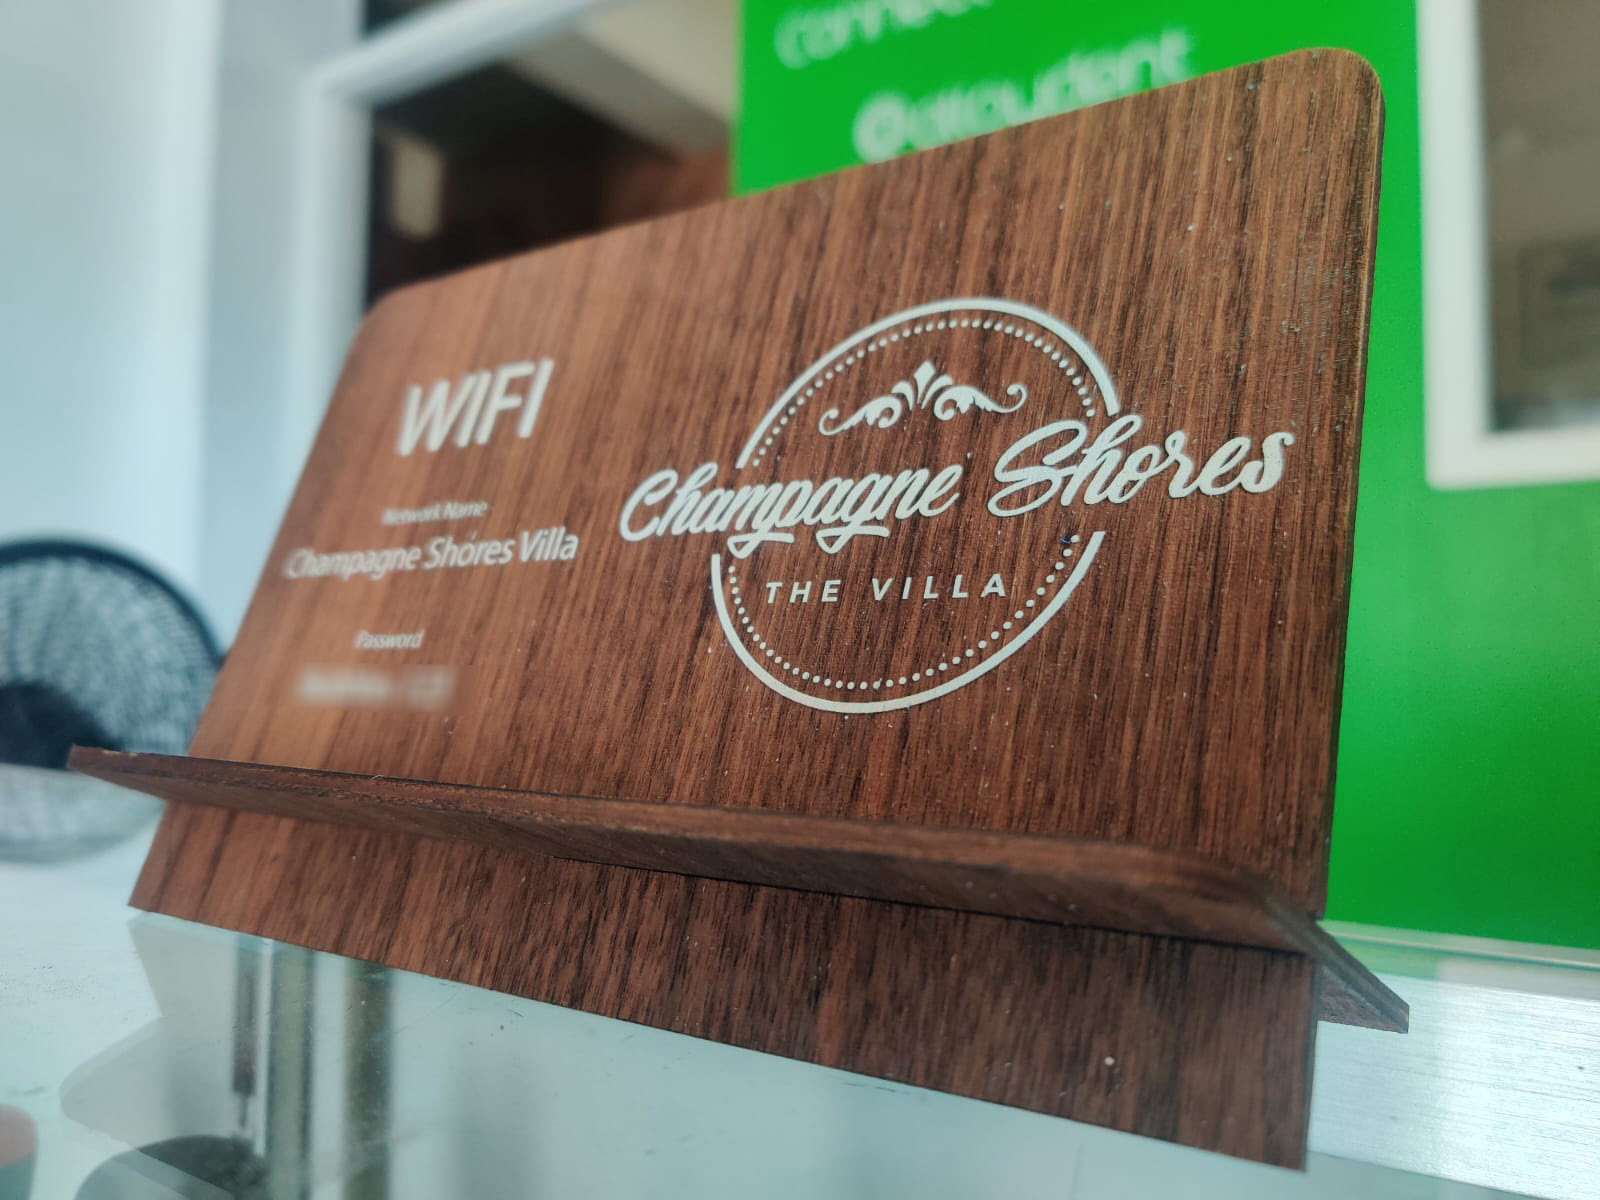 WIFI
Network Name
Champagne Shores Villa
Password
Champagne Shores
THE VILLA